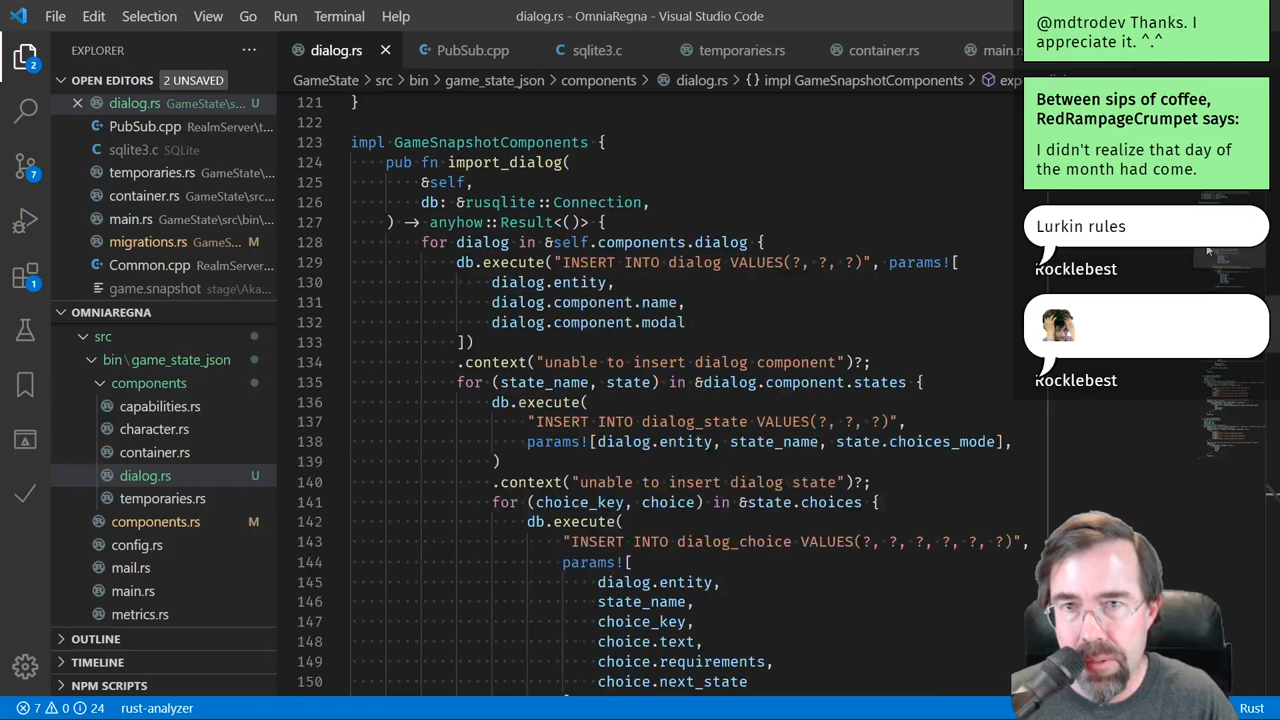 File Edit Selection View Go Run Terminal Help
dialog.rs - OmniaRegna - Visual Studio Code
EXPLORER
OPEN EDITORS 2 UNSAVED
dialog.rs GameState\s... U
PubSub.cpp RealmServer\t...
sqlite3.c SQLite
temporaries.rs GameState\...
container.rs GameState\src...
main.rs GameState\src\bin\...
migrations.rs GameS... M
Common.cpp RealmServer\...
game.snapshot stage\Aka...
OMNIAREGNA
src
bin\game_state_json
components
capabilities.rs
character.rs
container.rs
dialog.rs U
temporaries.rs
components.rs M
config.rs
mail.rs
main.rs
metrics.rs
OUTLINE
TIMELINE
NPM SCRIPTS
2
7
1
dialog.rs
PubSub.cpp
sqlite3.c
temporaries.rs
container.rs
main.rs
GameState > src > bin > game_state_json > components > dialog.rs > {} impl GameSnapshotComponents > exp
121 }
122
123 impl GameSnapshotComponents {
124 pub fn import_dialog(
125 &self,
126 db: &rusqlite::Connection,
127 ) -> anyhow::Result<()> {
128 for dialog in &self.components.dialog {
129 db.execute("INSERT INTO dialog VALUES(?, ?, ?)", params![
130 dialog.entity,
131 dialog.component.name,
132 dialog.component.modal
133 ])
134 .context("unable to insert dialog component")?;
135 for (state_name, state) in &dialog.component.states {
136 db.execute(
137 "INSERT INTO dialog_state VALUES(?, ?, ?)",
138 params![dialog.entity, state_name, state.choices_mode],
139 )
140 .context("unable to insert dialog state")?;
141 for (choice_key, choice) in &state.choices {
142 db.execute(
143 "INSERT INTO dialog_choice VALUES(?, ?, ?, ?, ?, ?)",
144 params![
145 dialog.entity,
146 state_name,
147 choice_key,
148 choice.text,
149 choice.requirements,
150 choice.next_state
@mdtrodev Thanks. I
appreciate it. ^.^
Between sips of coffee,
RedRampageCrumpet says:
I didn't realize that day of
the month had come.
Lurkin rules
Rocklebest
Rocklebest
7 0 24 rust-analyzer
Rust